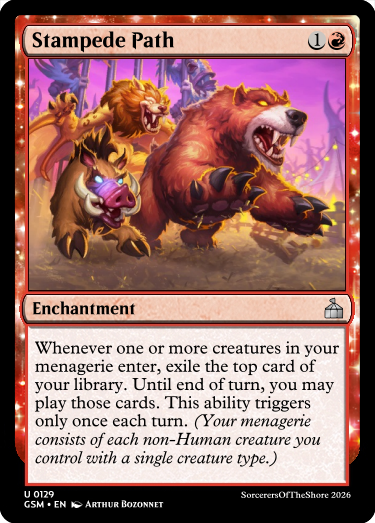 Stampede Path 1
Enchantment
Whenever one or more creatures in your
menagerie enter, exile the top card of
your library. Until end of turn, you may
play those cards. This ability triggers
only once each turn. (Your menagerie
consists of each non-Human creature you
control with a single creature type.)
U 0129
GSM • EN Arthur Bozonnet
SorcerersOfTheShore 2026